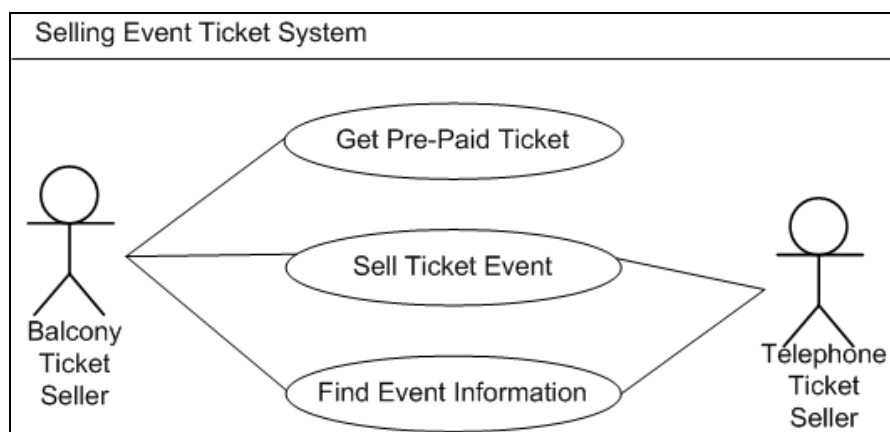 Selling Event Ticket System
Get Pre-Paid Ticket
Sell Ticket Event
Find Event Information
Balcony
Ticket
Seller
Telephone
Ticket
Seller